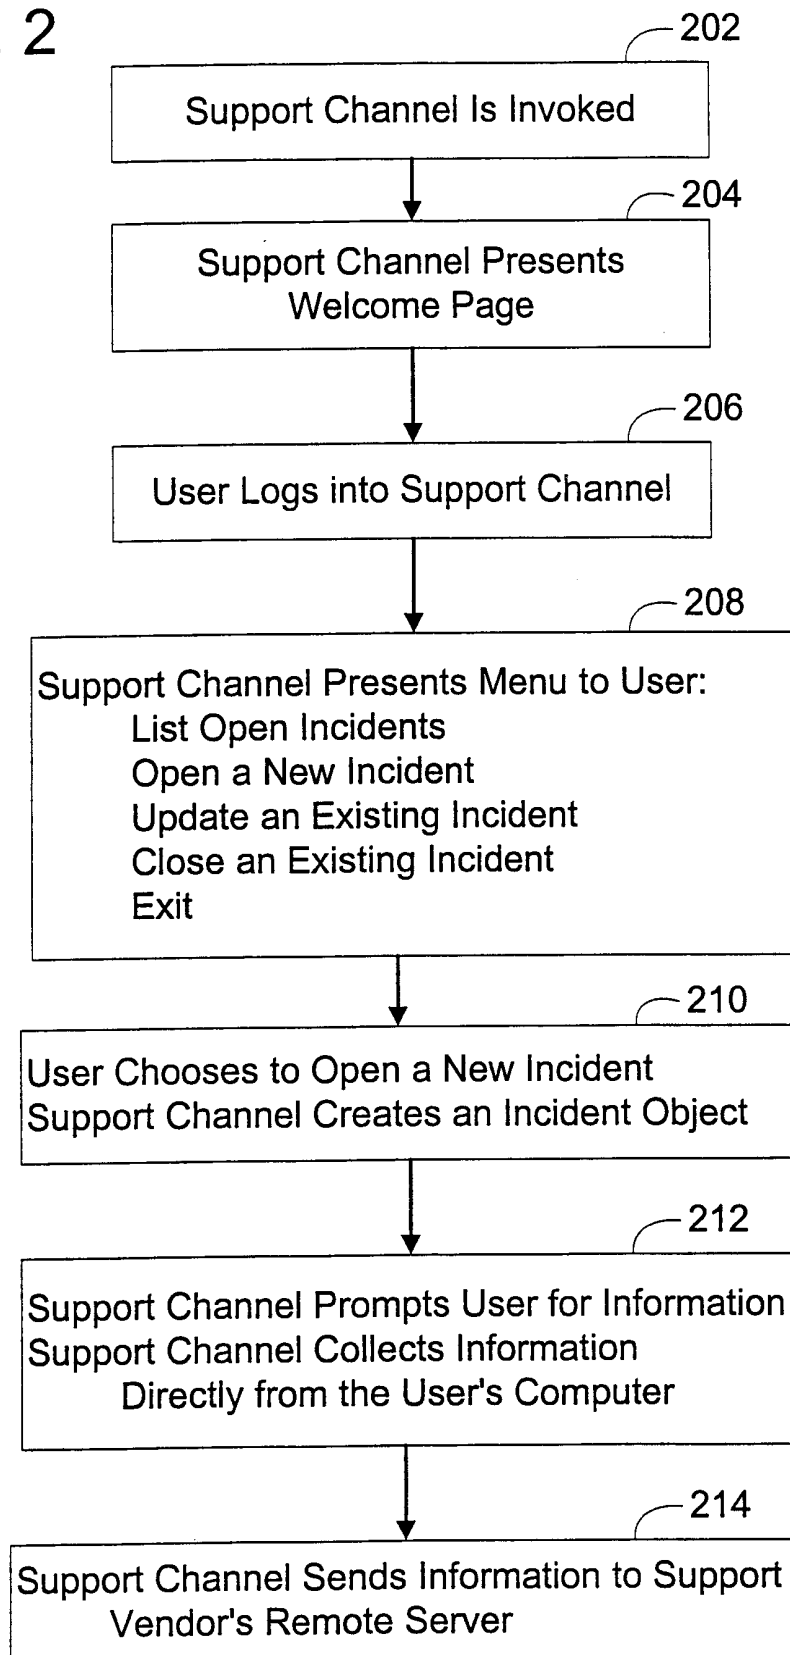 2
202
Support Channel Is Invoked
204
Support Channel Presents
Welcome Page
206
User Logs into Support Channel
208
Support Channel Presents Menu to User:
List Open Incidents
Open a New Incident
Update an Existing Incident
Close an Existing Incident
Exit
210
User Chooses to Open a New Incident
Support Channel Creates an Incident Object
212
Support Channel Prompts User for Information
Support Channel Collects Information
Directly from the User's Computer
214
Support Channel Sends Information to Support
Vendor's Remote Server